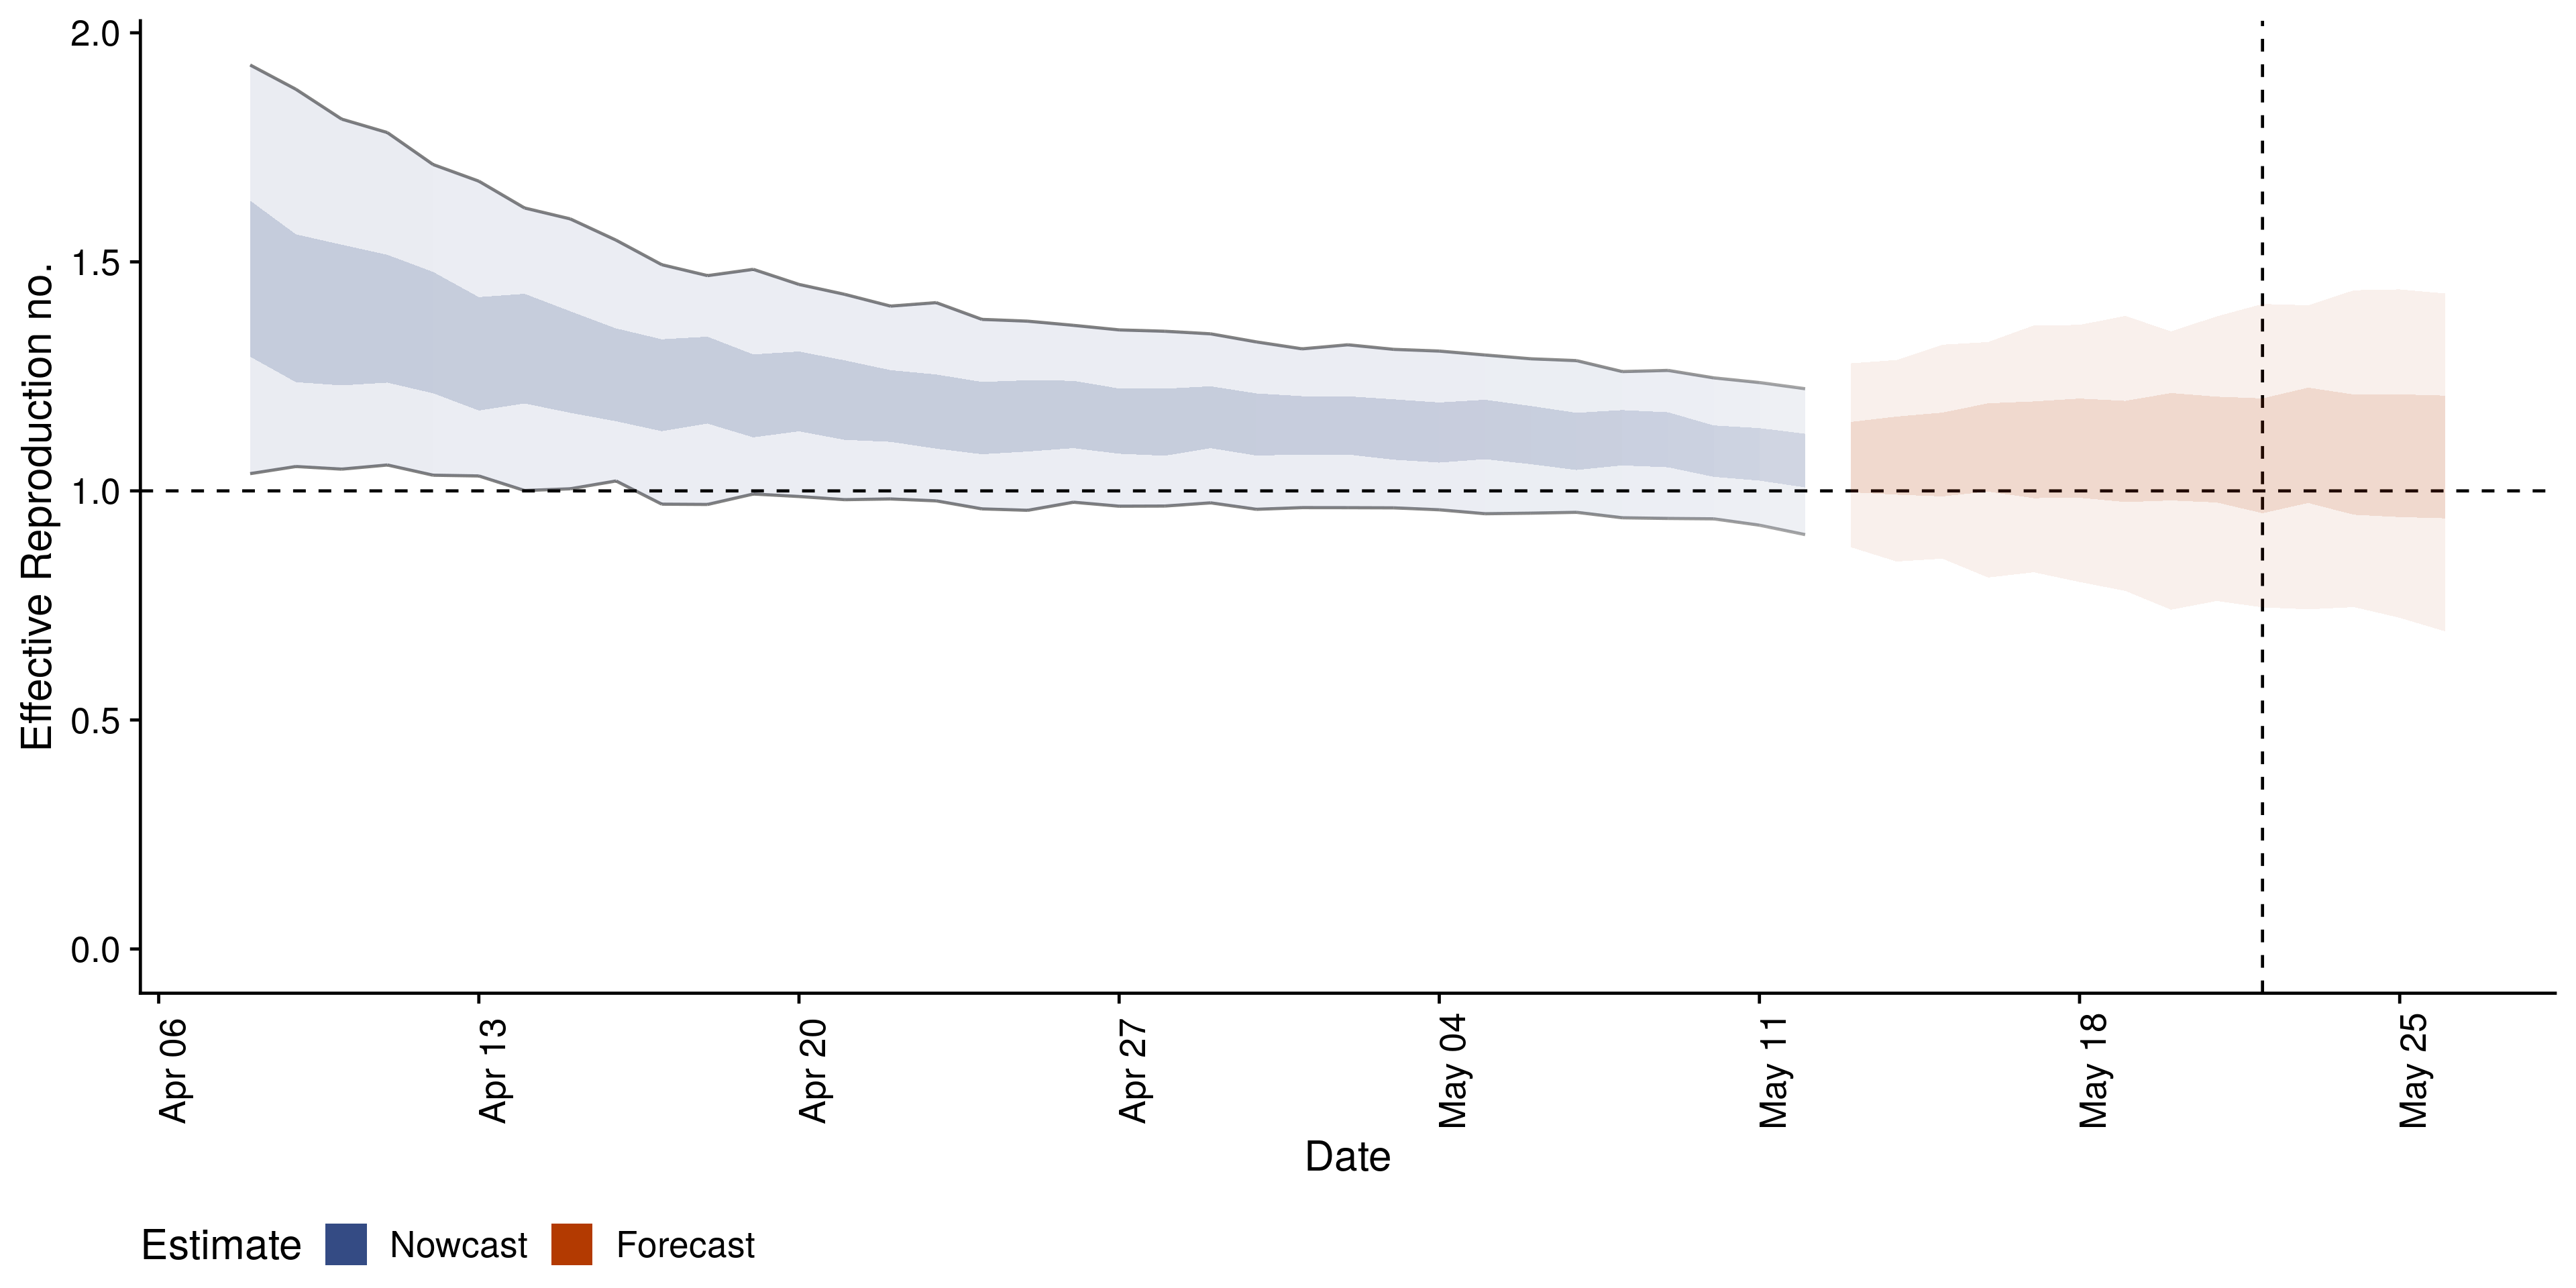 2.0
1.5
1.0
0.5
0.0
Effective Reproduction no.
Apr 06
Apr 13
Apr 20
Apr 27
May 04
May 11
May 18
May 25
Date
Estimate Nowcast Forecast